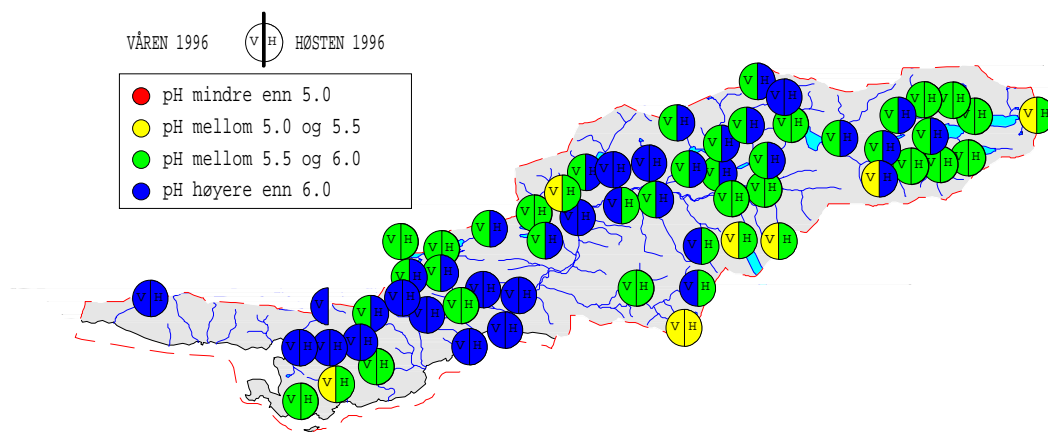 VÅREN 1996 V H HØSTEN 1996
pH mindre enn 5.0
pH mellom 5.0 og 5.5
pH mellom 5.5 og 6.0
pH høyere enn 6.0